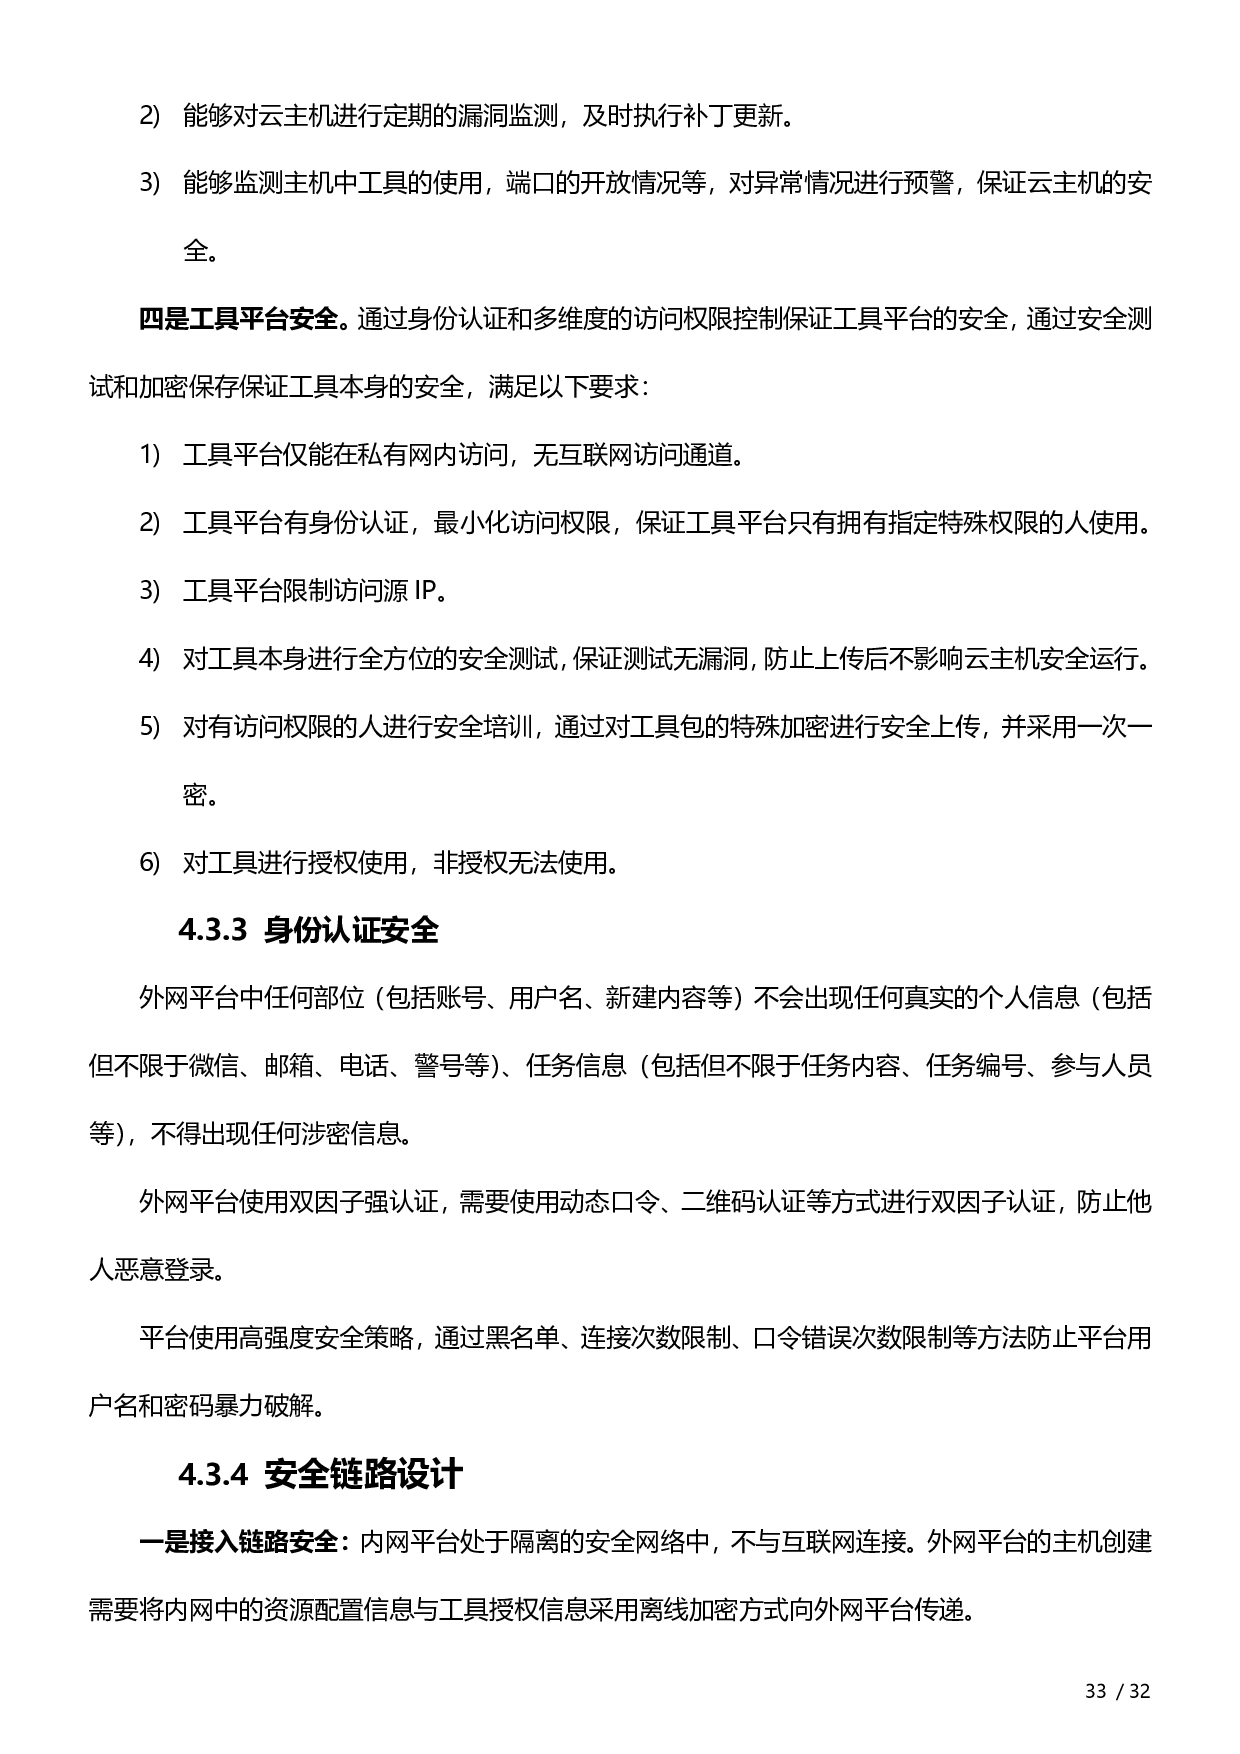 2) 能够对云主机进行定期的漏洞监测，及时执行补丁更新。
3) 能够监测主机中工具的使用，端口的开放情况等，对异常情况进行预警，保证云主机的安
全。
四是工具平台安全。通过身份认证和多维度的访问权限控制保证工具平台的安全，通过安全测
试和加密保存保证工具本身的安全，满足以下要求：
1) 工具平台仅能在私有网内访问，无互联网访问通道。
2) 工具平台有身份认证，最小化访问权限，保证工具平台只有拥有指定特殊权限的人使用。
3) 工具平台限制访问源 IP。
4) 对工具本身进行全方位的安全测试，保证测试无漏洞，防止上传后不影响云主机安全运行。
5) 对有访问权限的人进行安全培训，通过对工具包的特殊加密进行安全上传，并采用一次一
密。
6) 对工具进行授权使用，非授权无法使用。
4.3.3 身份认证安全
外网平台中任何部位（包括账号、用户名、新建内容等）不会出现任何真实的个人信息（包括
但不限于微信、邮箱、电话、警号等）、任务信息（包括但不限于任务内容、任务编号、参与人员
等），不得出现任何涉密信息。
外网平台使用双因子强认证，需要使用动态口令、二维码认证等方式进行双因子认证，防止他
人恶意登录。
平台使用高强度安全策略，通过黑名单、连接次数限制、口令错误次数限制等方法防止平台用
户名和密码暴力破解。
4.3.4 安全链路设计
一是接入链路安全：内网平台处于隔离的安全网络中，不与互联网连接。外网平台的主机创建
需要将内网中的资源配置信息与工具授权信息采用离线加密方式向外网平台传递。
33 / 32